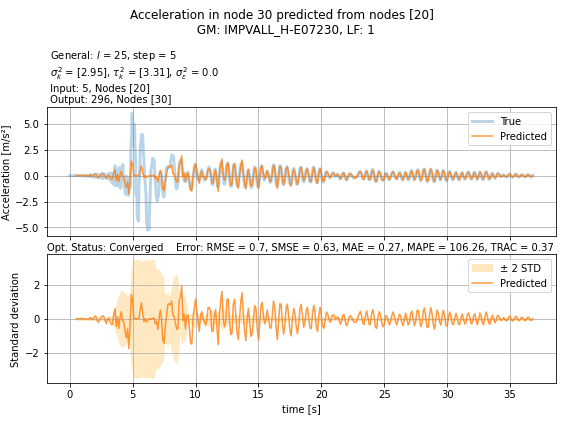 Acceleration in node 30 predicted from nodes [20]
GM: IMPVALL_H-E07230, LF: 1
General: l = 25, step = 5
σ²ₖ = [2.95], τ²ₖ = [3.31], σ²ε = 0.0
Input: 5, Nodes [20]
Output: 296, Nodes [30]
Acceleration [m/s²]
5.0
2.5
0.0
−2.5
−5.0
True
Predicted
Opt. Status: Converged    Error: RMSE = 0.7, SMSE = 0.63, MAE = 0.27, MAPE = 106.26, TRAC = 0.37
Standard deviation
2
0
−2
± 2 STD
Predicted
0 5 10 15 20 25 30 35
time [s]